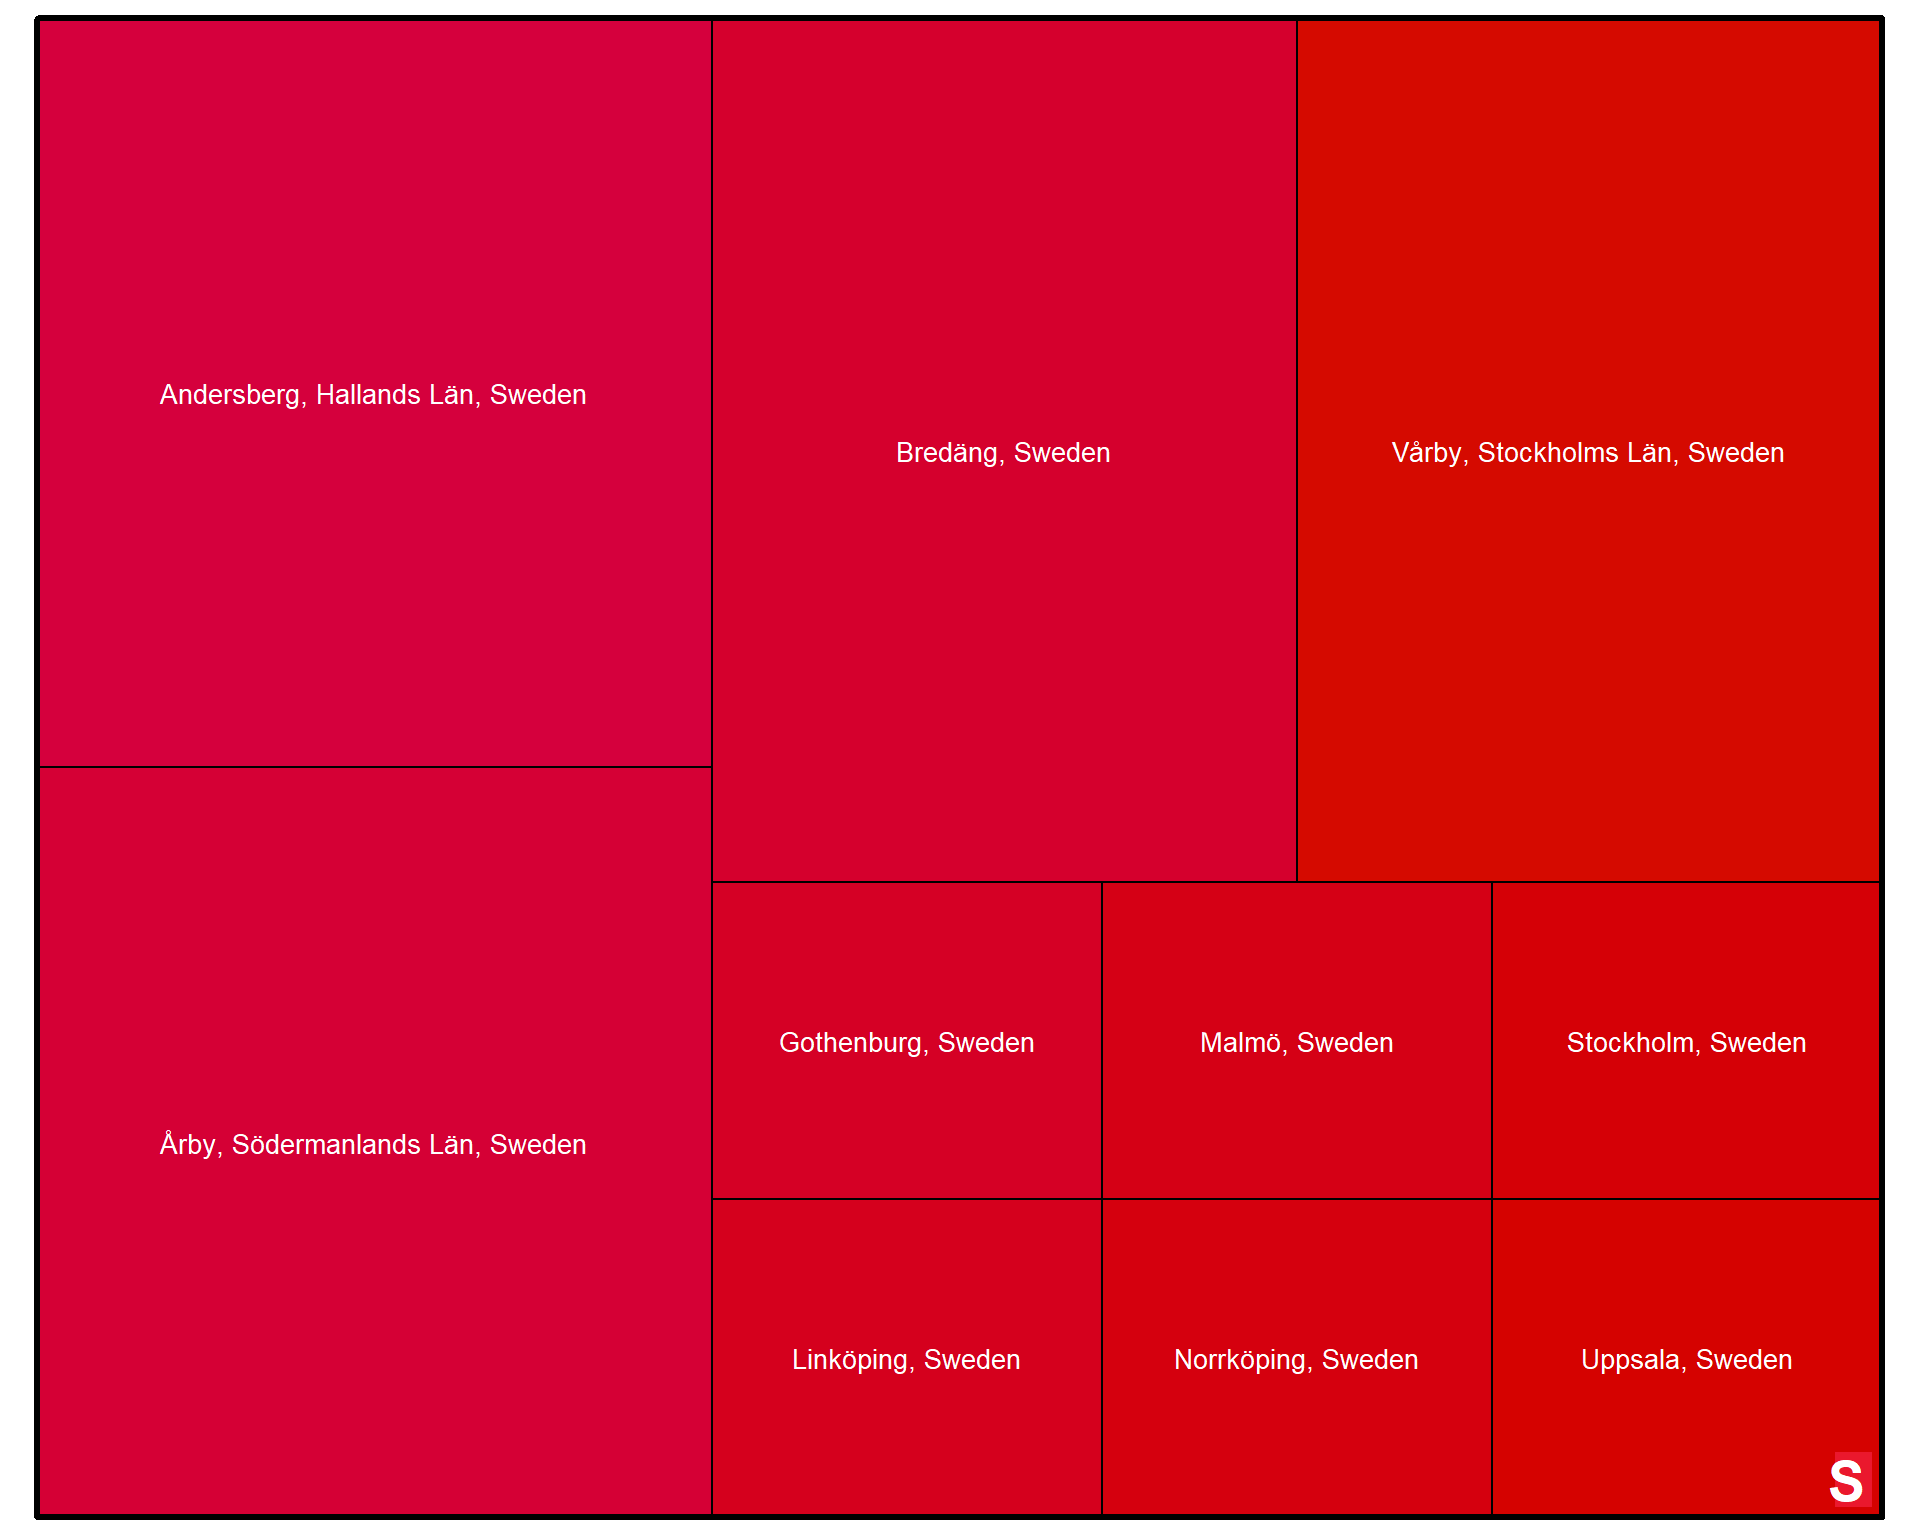 Andersberg, Hallands Län, Sweden
Bredäng, Sweden
Vårby, Stockholms Län, Sweden
Årby, Södermanlands Län, Sweden
Gothenburg, Sweden
Malmö, Sweden
Stockholm, Sweden
Linköping, Sweden
Norrköping, Sweden
Uppsala, Sweden
S